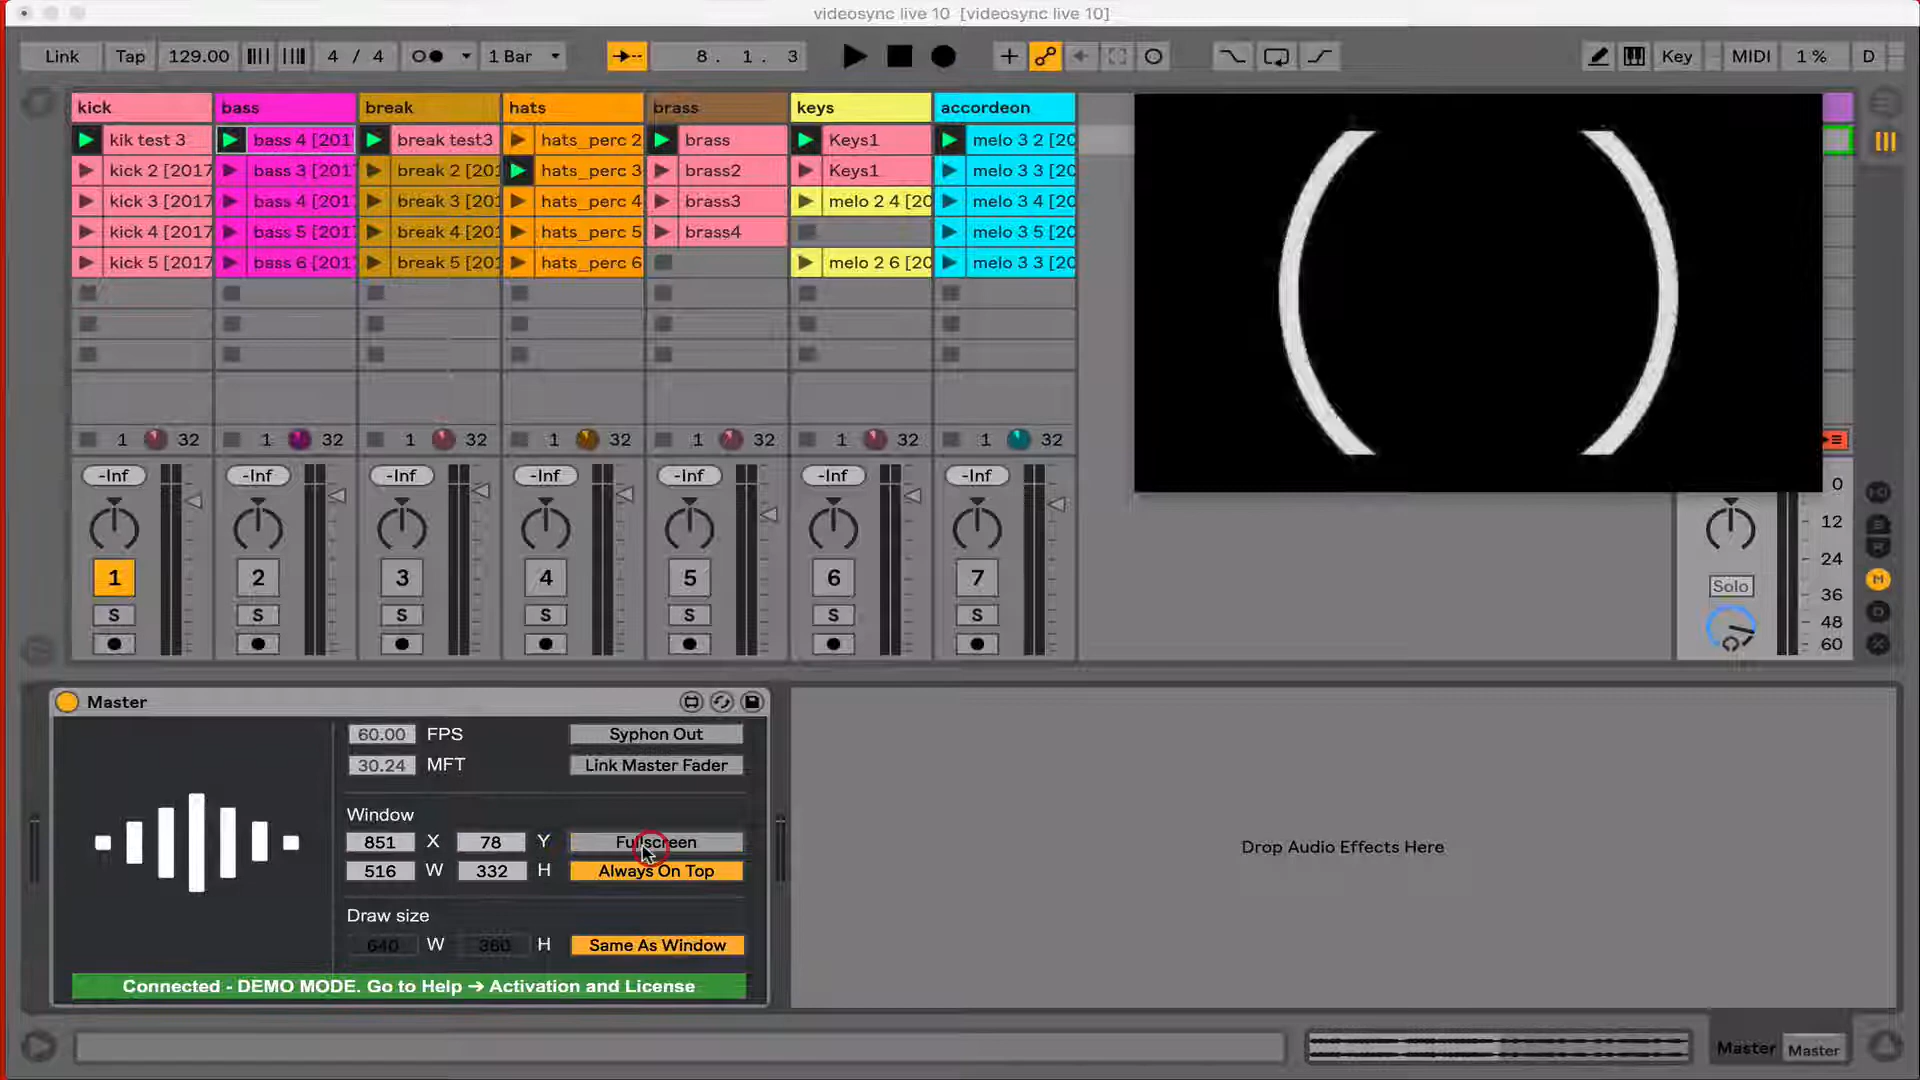 videosync live 10 [videosync live 10]
Link Tap 129.00 4 / 4 1 Bar 8. 1. 3 Key MIDI 1 % D
kick bass break hats brass keys accordeon
kik test 3 bass 4 [201 break test3 hats_perc 2 brass Keys1 melo 3 2 [20
kick 2 [2017 bass 3 [201 break 2 [201 hats_perc 3 brass2 Keys1 melo 3 3 [20
kick 3 [2017 bass 4 [201 break 3 [201 hats_perc 4 brass3 melo 2 4 [20 melo 3 4 [20
kick 4 [2017 bass 5 [201 break 4 [201 hats_perc 5 brass4 melo 3 5 [20
kick 5 [2017 bass 6 [201 break 5 [201 hats_perc 6 melo 2 6 [20 melo 3 3 [20
1 32 1 32 1 32 1 32 1 32 1 32 1 32
-Inf -Inf -Inf -Inf -Inf -Inf -Inf 0
12
24
1 2 3 4 5 6 7 Solo 36
S S S S S S S 48
60
M
D
Master
60.00 FPS Syphon Out
30.24 MFT Link Master Fader
Window
851 X 78 Y Fullscreen
516 W 332 H Always On Top
Drop Audio Effects Here
Draw size
640 W 360 H Same As Window
Connected - DEMO MODE. Go to Help → Activation and License
Master Master